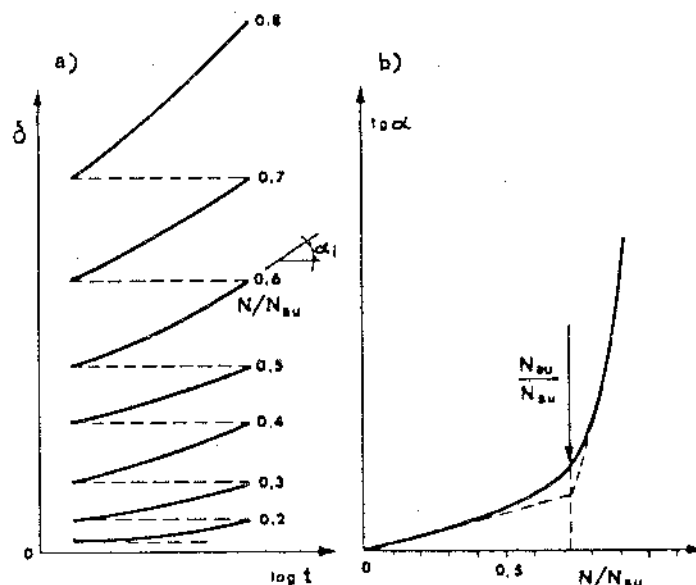 a)
δ
0,8
0,7
αi
0,6
N/Nsu
0,5
0,4
0,3
0,2
0
log t
b)
tg α
Nsu
Nsu
0
0,5
N/Nsu